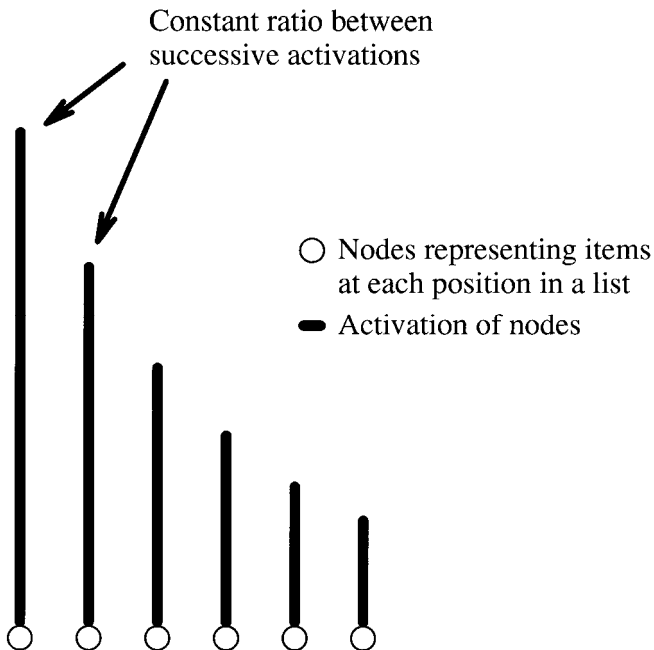 Constant ratio between
successive activations
Nodes representing items
at each position in a list
Activation of nodes